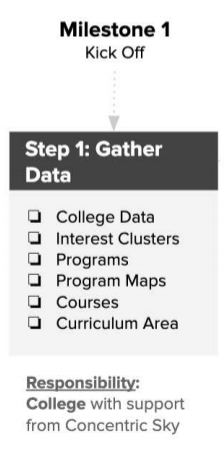 Milestone 1
Kick Off
Step 1: Gather
Data
❏ College Data
❏ Interest Clusters
❏ Programs
❏ Program Maps
❏ Courses
❏ Curriculum Area
Responsibility:
College with support
from Concentric Sky